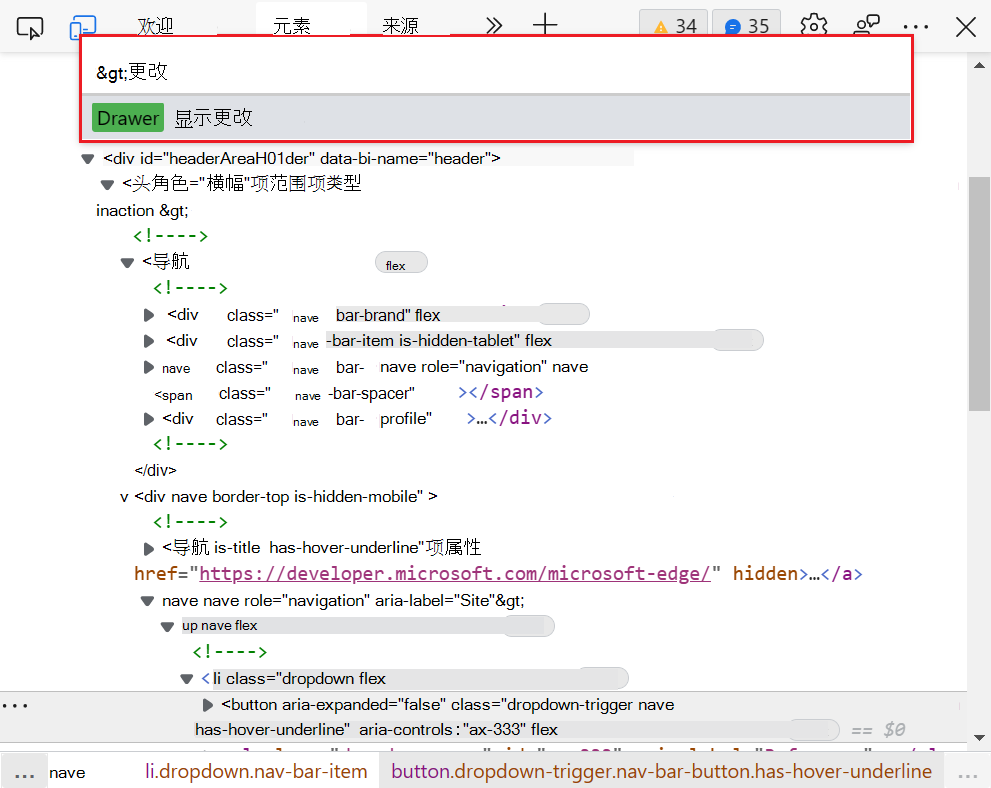 欢迎 元素 来源 34 35
&gt;更改
Drawer 显示更改
<div id="headerAreaH01der" data-bi-name="header">
<头角色="横幅"项范围项类型
inaction &gt;
<!---->
<导航 flex
<!---->
<div class=" nave bar-brand" flex
<div class=" nave -bar-item is-hidden-tablet" flex
nave class=" nave bar- nave role="navigation" nave
<span class=" nave -bar-spacer" ></span>
<div class=" nave bar- profile" >…</div>
<!---->
</div>
v <div nave border-top is-hidden-mobile" >
<!---->
<导航 is-title has-hover-underline"项属性
href="https://developer.microsoft.com/microsoft-edge/" hidden>…</a>
nave nave role="navigation" aria-label="Site"&gt;
up nave flex
<!---->
<li class="dropdown flex
<button aria-expanded="false" class="dropdown-trigger nave
has-hover-underline" aria-controls:"ax-333" flex == $0
... nave li.dropdown.nav-bar-item button.dropdown-trigger.nav-bar-button.has-hover-underline ...